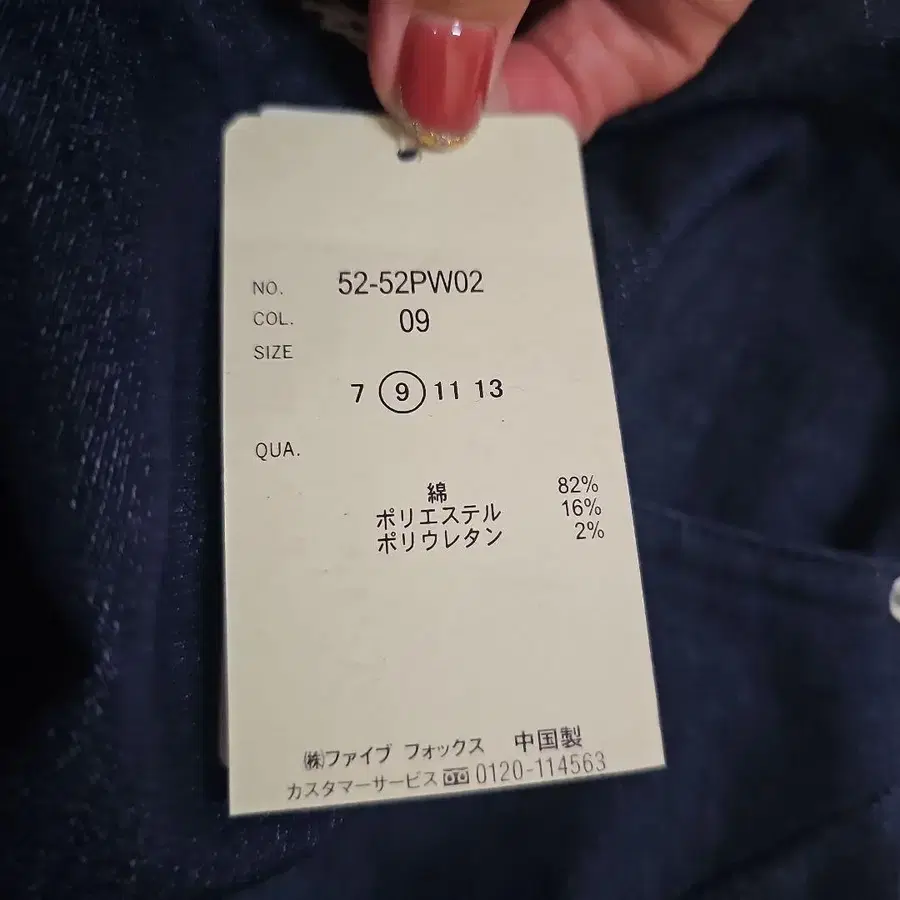 NO. 52-52PW02
COL. 09
SIZE
7 9 11 13
QUA.
綿 82%
ポリエステル 16%
ポリウレタン 2%
㈱ファイブ フォックス 中国製
カスタマーサービス 0120-114563